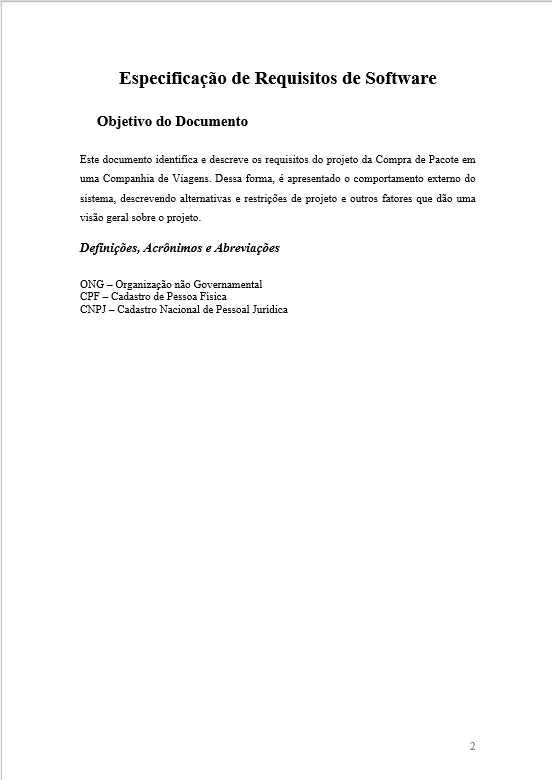 Especificação de Requisitos de Software
Objetivo do Documento
Este documento identifica e descreve os requisitos do projeto da Compra de Pacote em
uma Companhia de Viagens. Dessa forma, é apresentado o comportamento externo do
sistema, descrevendo alternativas e restrições de projeto e outros fatores que dão uma
visão geral sobre o projeto.
Definições, Acrônimos e Abreviações
ONG – Organização não Governamental
CPF – Cadastro de Pessoa Física
CNPJ – Cadastro Nacional de Pessoal Jurídica
2